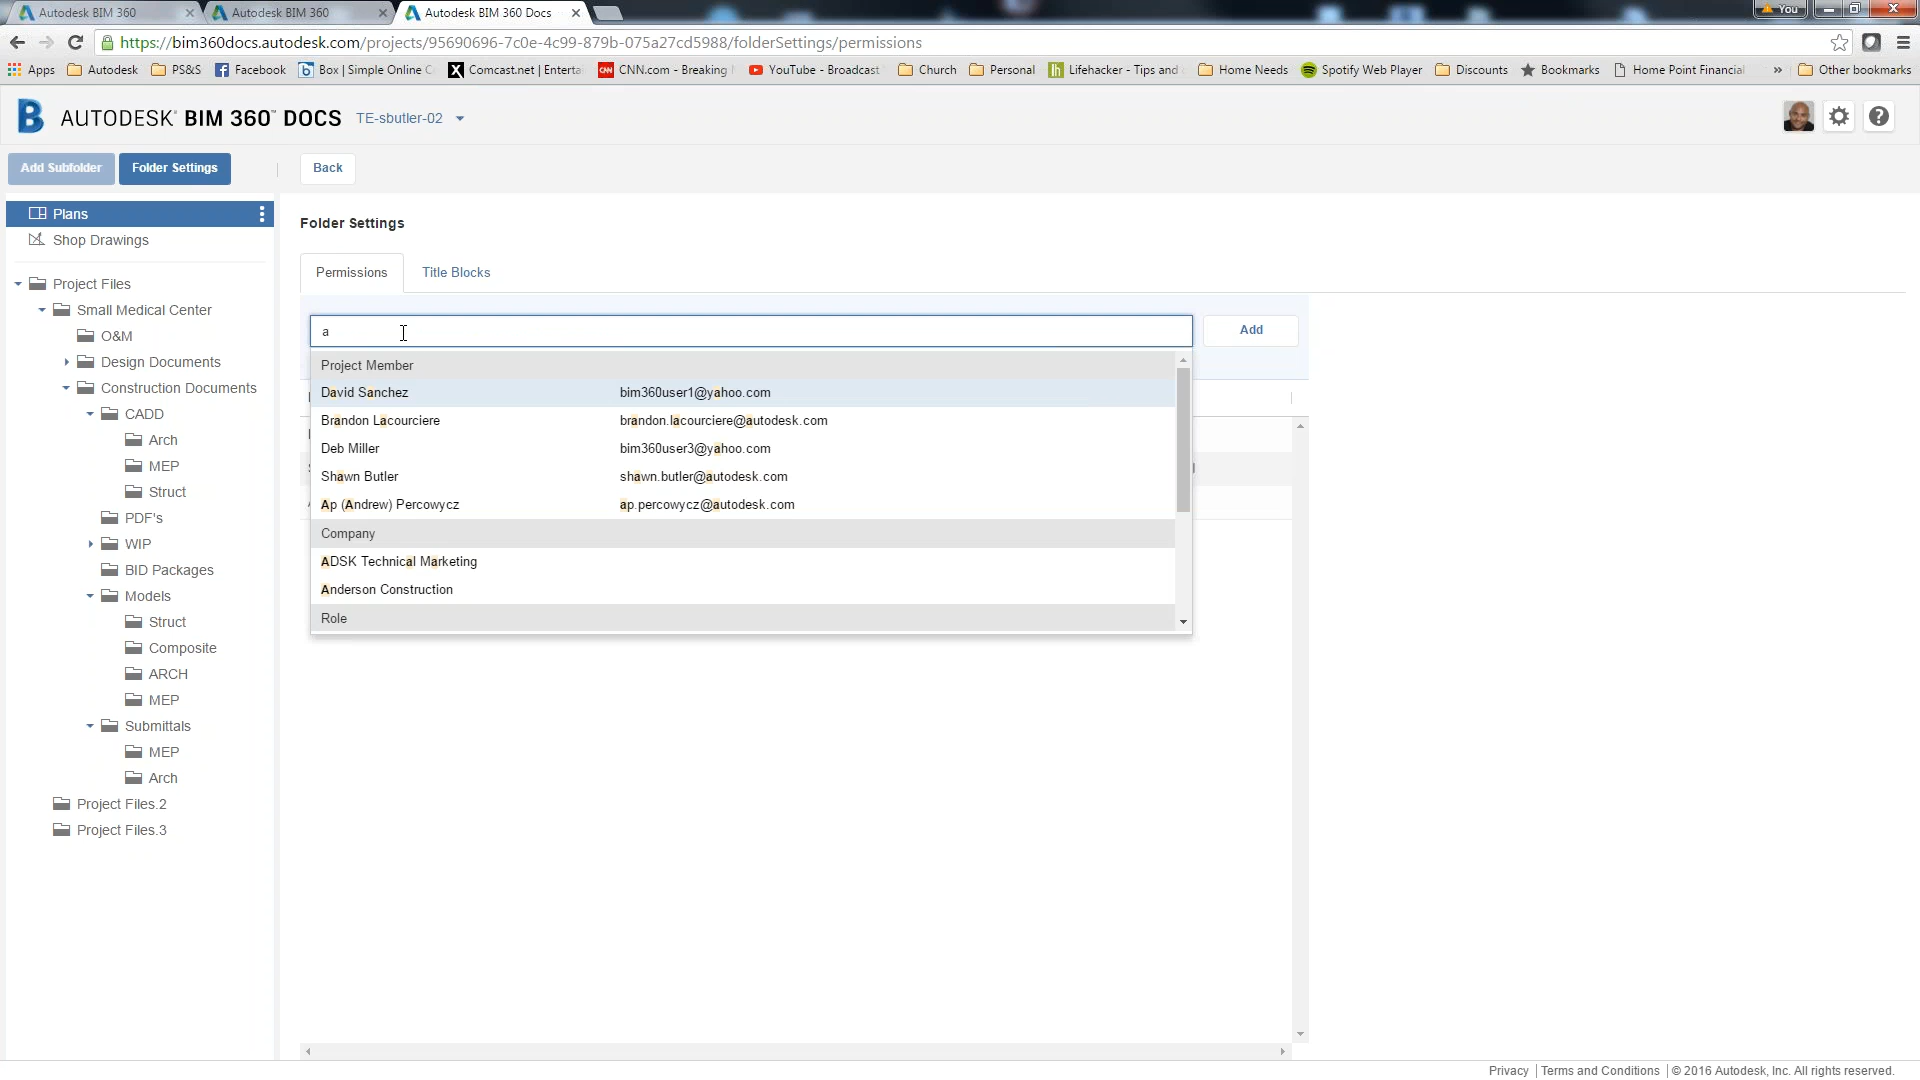 Autodesk BIM 360
Autodesk BIM 360
Autodesk BIM 360 Docs
You
https://bim360docs.autodesk.com/projects/95690696-7c0e-4c99-879b-075a27cd5988/folderSettings/permissions
Apps
Autodesk
PS&S
Facebook
Box | Simple Online C
Comcast.net | Enterta
CNN.com - Breaking
YouTube - Broadcast
Church
Personal
Lifehacker - Tips and
Home Needs
Spotify Web Player
Discounts
Bookmarks
Home Point Financial
Other bookmarks
AUTODESK® BIM 360™ DOCS
TE-sbutler-02
Add Subfolder
Folder Settings
Back
Plans
Shop Drawings
Project Files
Small Medical Center
O&M
Design Documents
Construction Documents
CADD
Arch
MEP
Struct
PDF's
WIP
BID Packages
Models
Struct
Composite
ARCH
MEP
Submittals
MEP
Arch
Project Files.2
Project Files.3
Folder Settings
Permissions
Title Blocks
a
Add
Project Member
David Sanchez bim360user1@yahoo.com
Brandon Lacourciere brandon.lacourciere@autodesk.com
Deb Miller bim360user3@yahoo.com
Shawn Butler shawn.butler@autodesk.com
Ap (Andrew) Percowycz ap.percowycz@autodesk.com
Company
ADSK Technical Marketing
Anderson Construction
Role
Privacy | Terms and Conditions | © 2016 Autodesk, Inc. All rights reserved.